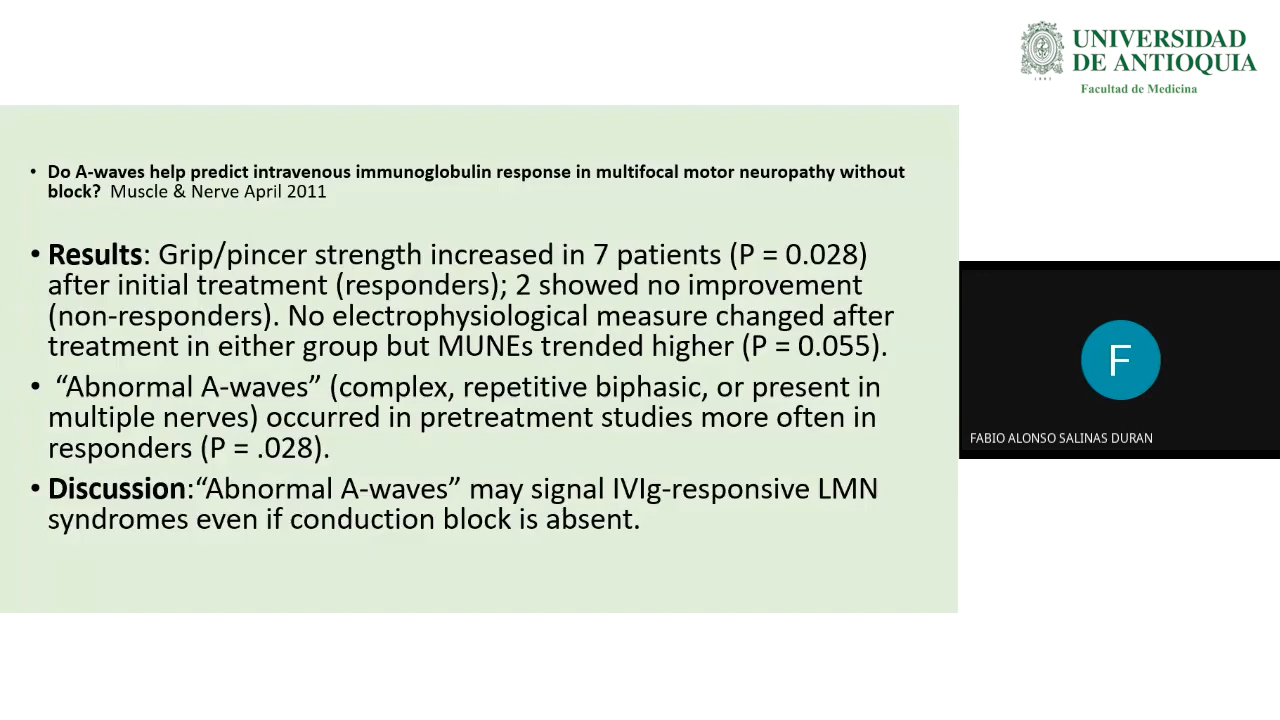 UNIVERSIDAD
DE ANTIOQUIA
Facultad de Medicina
• Do A-waves help predict intravenous immunoglobulin response in multifocal motor neuropathy without
block? Muscle & Nerve April 2011
• Results: Grip/pincer strength increased in 7 patients (P = 0.028)
after initial treatment (responders); 2 showed no improvement
(non-responders). No electrophysiological measure changed after
treatment in either group but MUNEs trended higher (P = 0.055).
• “Abnormal A-waves” (complex, repetitive biphasic, or present in
multiple nerves) occurred in pretreatment studies more often in
responders (P = .028).
• Discussion:“Abnormal A-waves” may signal IVIg-responsive LMN
syndromes even if conduction block is absent.
F
FABIO ALONSO SALINAS DURAN